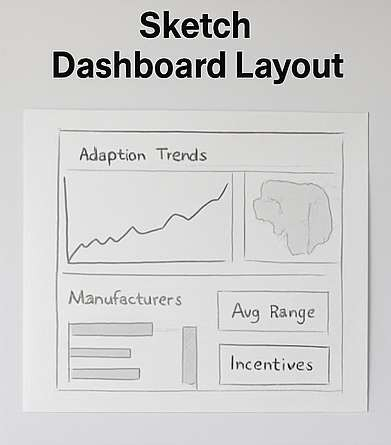 Sketch
Dashboard Layout
Adaption Trends
Manufacturers
Avg Range
Incentives